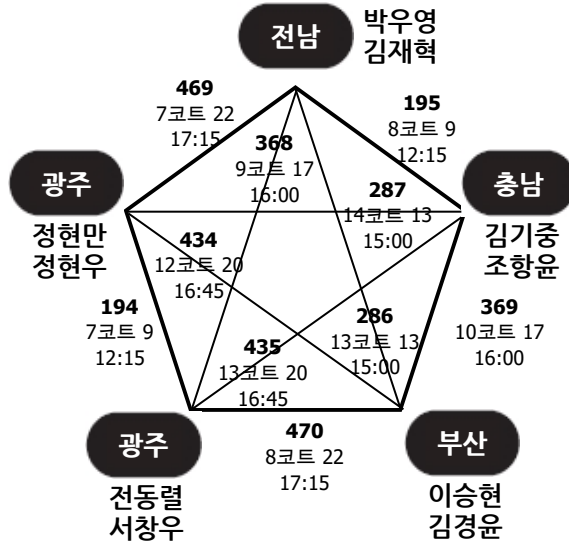 전남
박우영
김재혁
469
7코트 22
17:15
195
8코트 9
12:15
368
9코트 17
16:00
광주
정현만
정현우
287
14코트 13
15:00
충남
김기중
조항윤
434
12코트 20
16:45
194
7코트 9
12:15
286
13코트 13
15:00
369
10코트 17
16:00
435
13코트 20
16:45
광주
전동렬
서창우
470
8코트 22
17:15
부산
이승현
김경윤